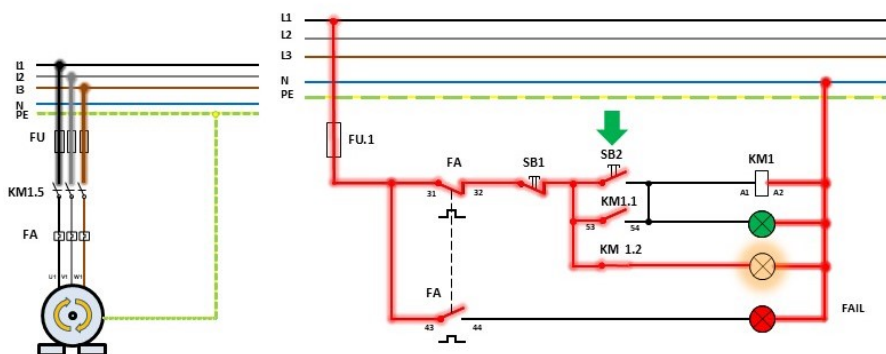 L1
L2
L3
N
PE
FU
KM1.5
FA
U1 V1 W1
L1
L2
L3
N
PE
FU.1
FA
31 32
SB1
SB2
KM1
A1 A2
KM1.1
53 54
KM 1.2
FA
43 44
FAIL